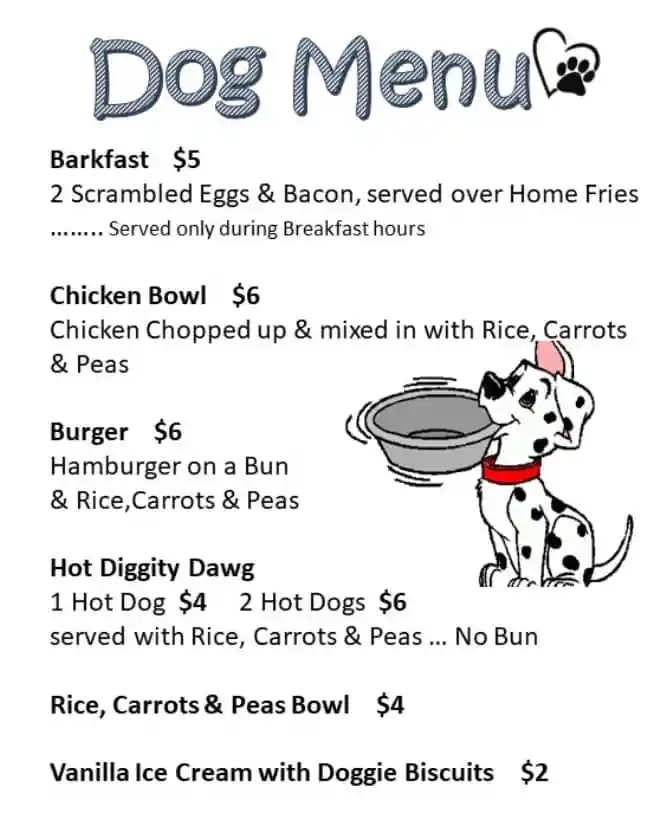 Dog Menu
Barkfast $5
2 Scrambled Eggs & Bacon, served over Home Fries
........ Served only during Breakfast hours
Chicken Bowl $6
Chicken Chopped up & mixed in with Rice, Carrots
& Peas
Burger $6
Hamburger on a Bun
& Rice,Carrots & Peas
Hot Diggity Dawg
1 Hot Dog $4 2 Hot Dogs $6
served with Rice, Carrots & Peas ... No Bun
Rice, Carrots & Peas Bowl $4
Vanilla Ice Cream with Doggie Biscuits $2